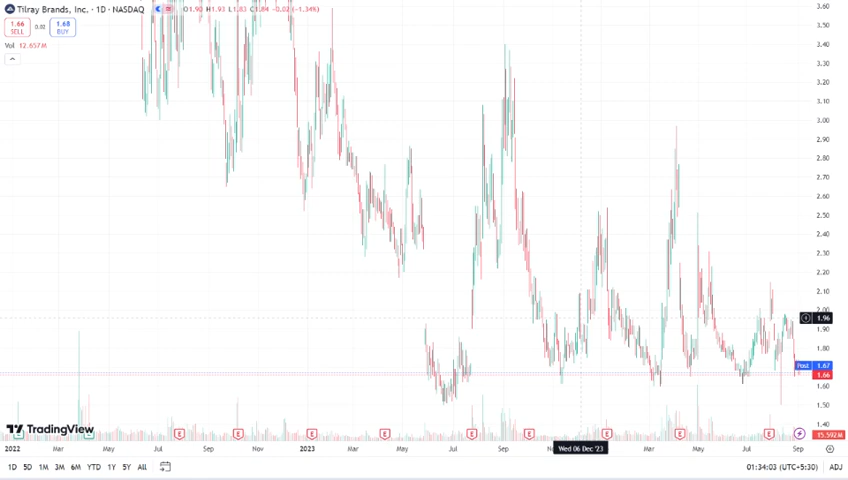 Tilray Brands, Inc. · 1D · NASDAQ O1.90 H1.93 L1.83 C1.84 -0.02 (-1.34%)
1.66 SELL 0.02 1.68 BUY
Vol 12.657M
3.60
3.50
3.40
3.30
3.20
3.10
3.00
2.90
2.80
2.70
2.60
2.50
2.40
2.30
2.20
2.10
2.00
1.96
1.90
1.80
Post 1.67
1.66
1.60
1.50
1.40
15.592M
TradingView
E E E E E E E E
2022 Mar May Jul Sep Nov 2023 Mar May Jul Sep Wed 06 Dec '23 Mar May Jul Sep
1D 5D 1M 3M 6M YTD 1Y 5Y All 01:34:03 (UTC+5:30) ADJ